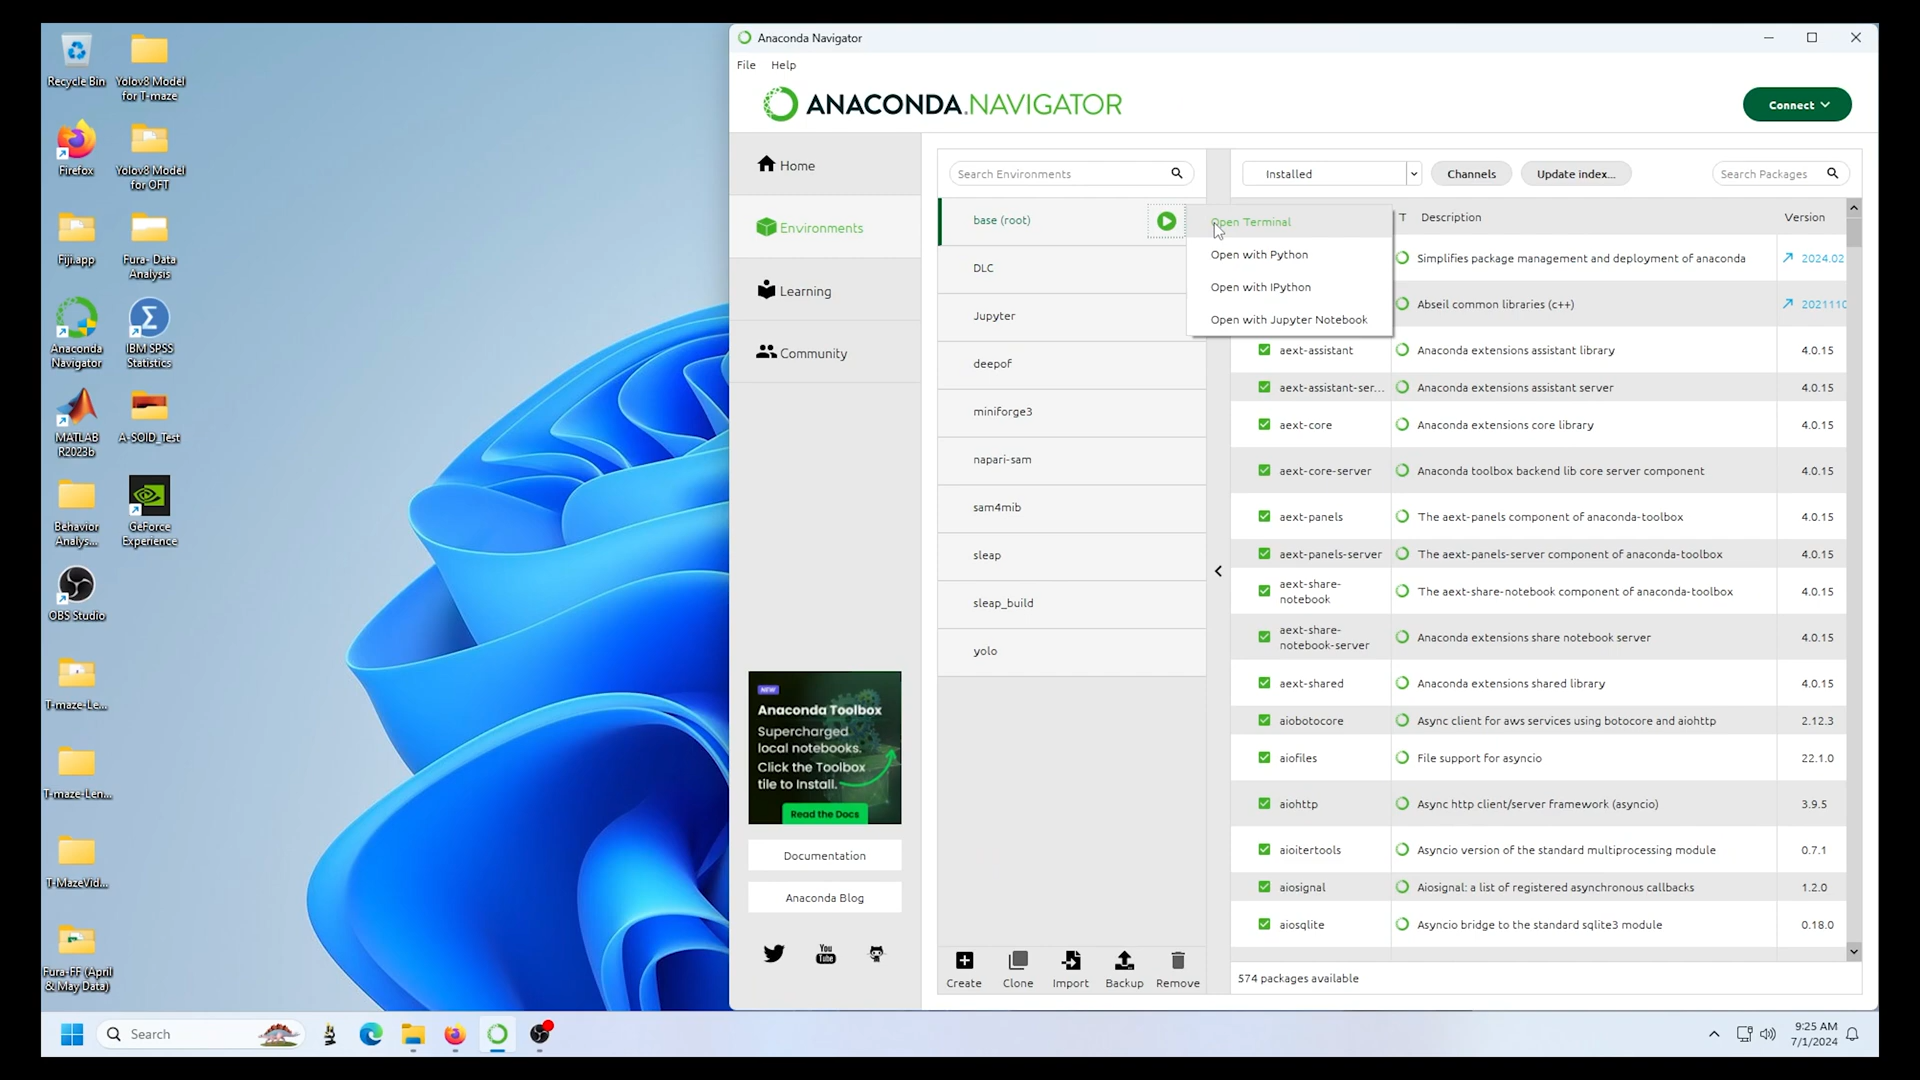 Recycle Bin
Yolov8 Model
for T-maze
Firefox
Yolov8 Model
for OFT
Fiji.app
Fura- Data
Analysis
Anaconda
Navigator
IBM SPSS
Statistics
MATLAB
R2023b
A-SOID_Test
Behavior
Analys...
GeForce
Experience
OBS Studio
T-maze-Le...
T-maze-Len...
T-MazeVid...
Fura-FF (April
& May Data)
Anaconda Navigator
File Help
ANACONDA.NAVIGATOR
Connect
Home
Environments
Learning
Community
NEW
Anaconda Toolbox
Supercharged
local notebooks.
Click the Toolbox
tile to Install.
Read the Docs
Documentation
Anaconda Blog
You
Tube
Search Environments
base (root)
DLC
Jupyter
deepof
miniforge3
napari-sam
sam4mib
sleap
sleap_build
yolo
Create Clone Import Backup Remove
Open Terminal
Open with Python
Open with IPython
Open with Jupyter Notebook
Installed
Channels
Update index...
Search Packages
T Description Version
Simplifies package management and deployment of anaconda 2024.02
Abseil common libraries (c++) 2021110
aext-assistant Anaconda extensions assistant library 4.0.15
aext-assistant-ser... Anaconda extensions assistant server 4.0.15
aext-core Anaconda extensions core library 4.0.15
aext-core-server Anaconda toolbox backend lib core server component 4.0.15
aext-panels The aext-panels component of anaconda-toolbox 4.0.15
aext-panels-server The aext-panels-server component of anaconda-toolbox 4.0.15
aext-share-
notebook The aext-share-notebook component of anaconda-toolbox 4.0.15
aext-share-
notebook-server Anaconda extensions share notebook server 4.0.15
aext-shared Anaconda extensions shared library 4.0.15
aiobotocore Async client for aws services using botocore and aiohttp 2.12.3
aiofiles File support for asyncio 22.1.0
aiohttp Async http client/server framework (asyncio) 3.9.5
aioitertools Asyncio version of the standard multiprocessing module 0.7.1
aiosignal Aiosignal: a list of registered asynchronous callbacks 1.2.0
aiosqlite Asyncio bridge to the standard sqlite3 module 0.18.0
574 packages available
Search
9:25 AM
7/1/2024